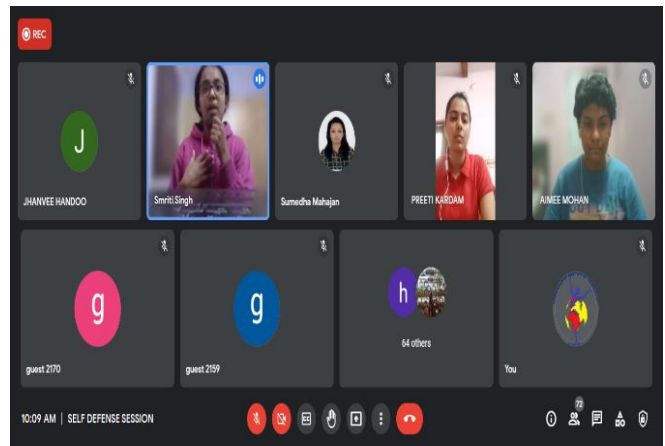 REC
J
JHANVEE HANDOO
Smriti Singh
Sumedha Mahajan
PREETI KARDAM
AIMEE MOHAN
g
guest 2170
g
guest 2159
h
64 others
You
10:09 AM | SELF DEFENSE SESSION
72